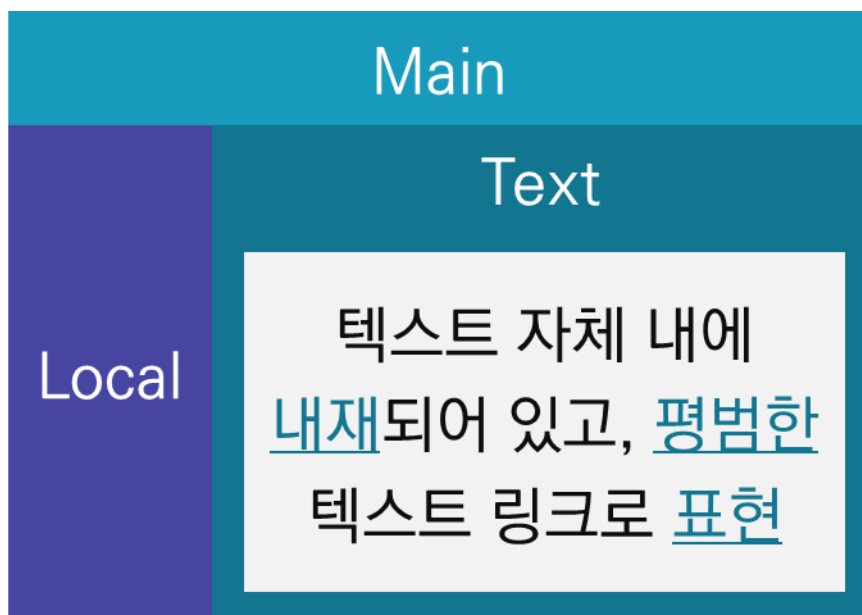 Main
Text
Local
텍스트 자체 내에
내재되어 있고, 평범한
텍스트 링크로 표현